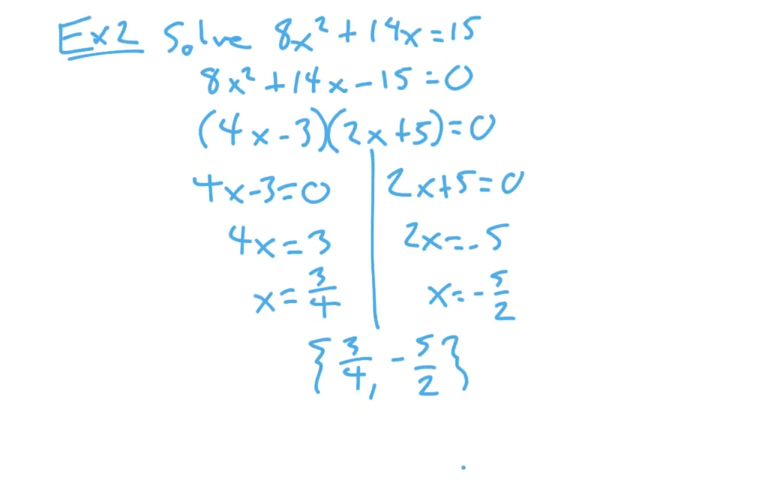 Ex2 Solve 8x² + 14x = 15
8x² + 14x - 15 = 0
(4x - 3)(2x + 5) = 0
4x - 3 = 0 | 2x + 5 = 0
4x = 3 | 2x = -5
x = 3/4 | x = -5/2
{3/4, -5/2}